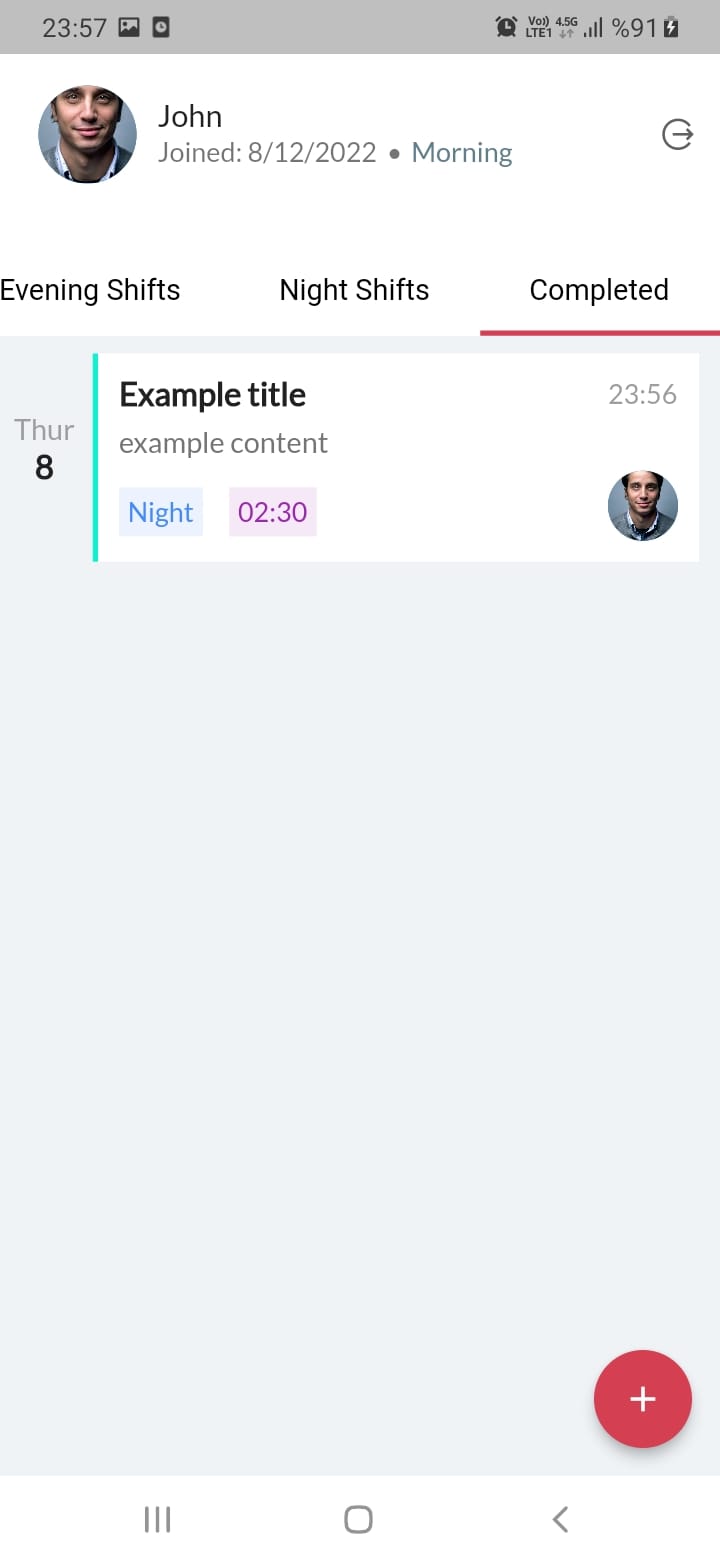 23:57 Vo)) LTE1 4.5G %91
John
Joined: 8/12/2022 • Morning
Evening Shifts Night Shifts Completed
Example title 23:56
Thur
example content
8
Night 02:30